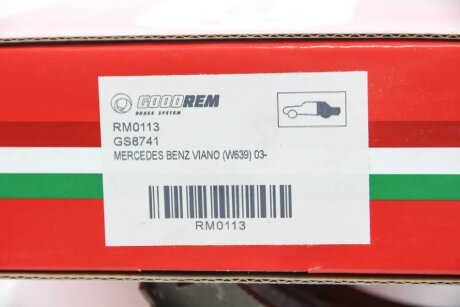 GOODREM
BRAKE SYSTEM
RM0113
GS8741
MERCEDES BENZ VIANO (W639) 03-
RM0113